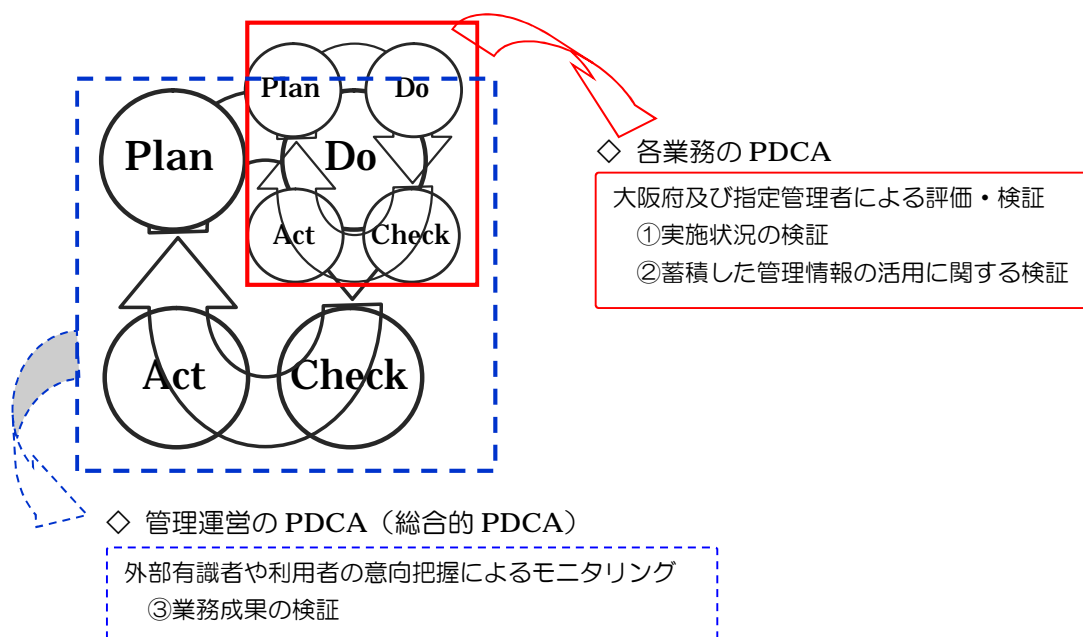 Plan
Do
Plan
Do
Act
Check
Act
Check
◇ 各業務の PDCA
大阪府及び指定管理者による評価・検証
①実施状況の検証
②蓄積した管理情報の活用に関する検証
◇ 管理運営の PDCA（総合的 PDCA）
外部有識者や利用者の意向把握によるモニタリング
③業務成果の検証